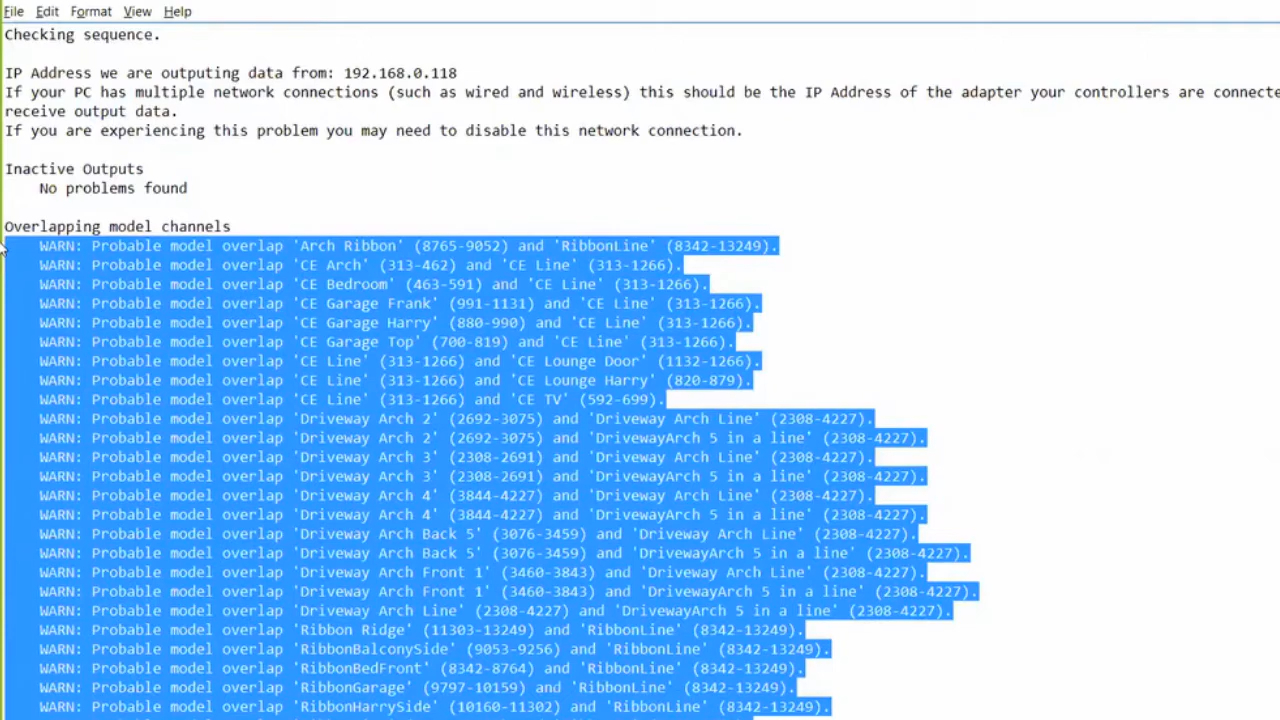 File Edit Format View Help
Checking sequence.
IP Address we are outputing data from: 192.168.0.118
If your PC has multiple network connections (such as wired and wireless) this should be the IP Address of the adapter your controllers are
receive output data.
If you are experiencing this problem you may need to disable this network connection.
Inactive Outputs
No problems found
Overlapping model channels
WARN: Probable model overlap 'Arch Ribbon' (8765-9052) and 'RibbonLine' (8342-13249).
WARN: Probable model overlap 'CE Arch' (313-462) and 'CE Line' (313-1266).
WARN: Probable model overlap 'CE Bedroom' (463-591) and 'CE Line' (313-1266).
WARN: Probable model overlap 'CE Garage Frank' (991-1131) and 'CE Line' (313-1266).
WARN: Probable model overlap 'CE Garage Harry' (880-990) and 'CE Line' (313-1266).
WARN: Probable model overlap 'CE Garage Top' (700-819) and 'CE Line' (313-1266).
WARN: Probable model overlap 'CE Line' (313-1266) and 'CE Lounge Door' (1132-1266).
WARN: Probable model overlap 'CE Line' (313-1266) and 'CE Lounge Harry' (820-879).
WARN: Probable model overlap 'CE Line' (313-1266) and 'CE TV' (592-699).
WARN: Probable model overlap 'Driveway Arch 2' (2692-3075) and 'Driveway Arch Line' (2308-4227).
WARN: Probable model overlap 'Driveway Arch 2' (2692-3075) and 'DrivewayArch 5 in a line' (2308-4227).
WARN: Probable model overlap 'Driveway Arch 3' (2308-2691) and 'Driveway Arch Line' (2308-4227).
WARN: Probable model overlap 'Driveway Arch 3' (2308-2691) and 'DrivewayArch 5 in a line' (2308-4227).
WARN: Probable model overlap 'Driveway Arch 4' (3844-4227) and 'Driveway Arch Line' (2308-4227).
WARN: Probable model overlap 'Driveway Arch 4' (3844-4227) and 'DrivewayArch 5 in a line' (2308-4227).
WARN: Probable model overlap 'Driveway Arch Back 5' (3076-3459) and 'Driveway Arch Line' (2308-4227).
WARN: Probable model overlap 'Driveway Arch Back 5' (3076-3459) and 'DrivewayArch 5 in a line' (2308-4227).
WARN: Probable model overlap 'Driveway Arch Front 1' (3460-3843) and 'Driveway Arch Line' (2308-4227).
WARN: Probable model overlap 'Driveway Arch Front 1' (3460-3843) and 'DrivewayArch 5 in a line' (2308-4227).
WARN: Probable model overlap 'Driveway Arch Line' (2308-4227) and 'DrivewayArch 5 in a line' (2308-4227).
WARN: Probable model overlap 'Ribbon Ridge' (11303-13249) and 'RibbonLine' (8342-13249).
WARN: Probable model overlap 'RibbonBalconySide' (9053-9256) and 'RibbonLine' (8342-13249).
WARN: Probable model overlap 'RibbonBedFront' (8342-8764) and 'RibbonLine' (8342-13249).
WARN: Probable model overlap 'RibbonGarage' (9797-10159) and 'RibbonLine' (8342-13249).
WARN: Probable model overlap 'RibbonHarrySide' (10160-11302) and 'RibbonLine' (8342-13249).